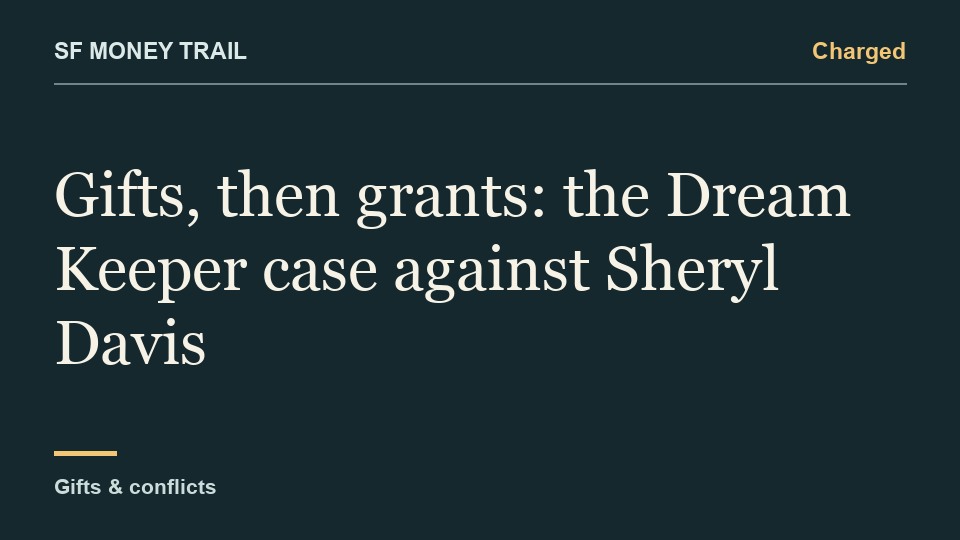 SF MONEY TRAIL
Charged
Gifts, then grants: the Dream
Keeper case against Sheryl
Davis
Gifts & conflicts